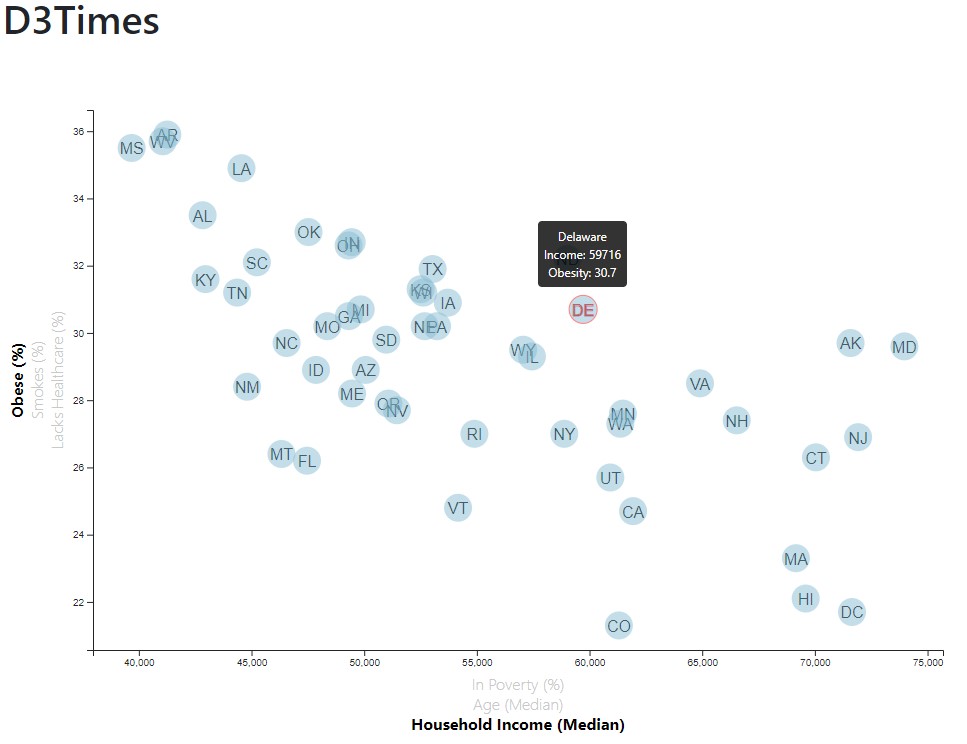 D3Times
36
34
32
30
28
26
24
22
Obese (%)
Smokes (%)
Lacks Healthcare (%)
AR
WV
MS
LA
AL
OK
IN
OH
SC
TX
KY
TN
KS
WI
IA
MI
GA
MO
NE
PA
SD
NC
ID
AZ
NM
ME
OR
NV
MT
FL
RI
VT
Delaware
Income: 59716
Obesity: 30.7
DE
WY
IL
AK
MD
VA
MN
WA
NH
NY
NJ
CT
UT
CA
MA
HI
DC
CO
40,000
45,000
50,000
55,000
60,000
65,000
70,000
75,000
In Poverty (%)
Age (Median)
Household Income (Median)